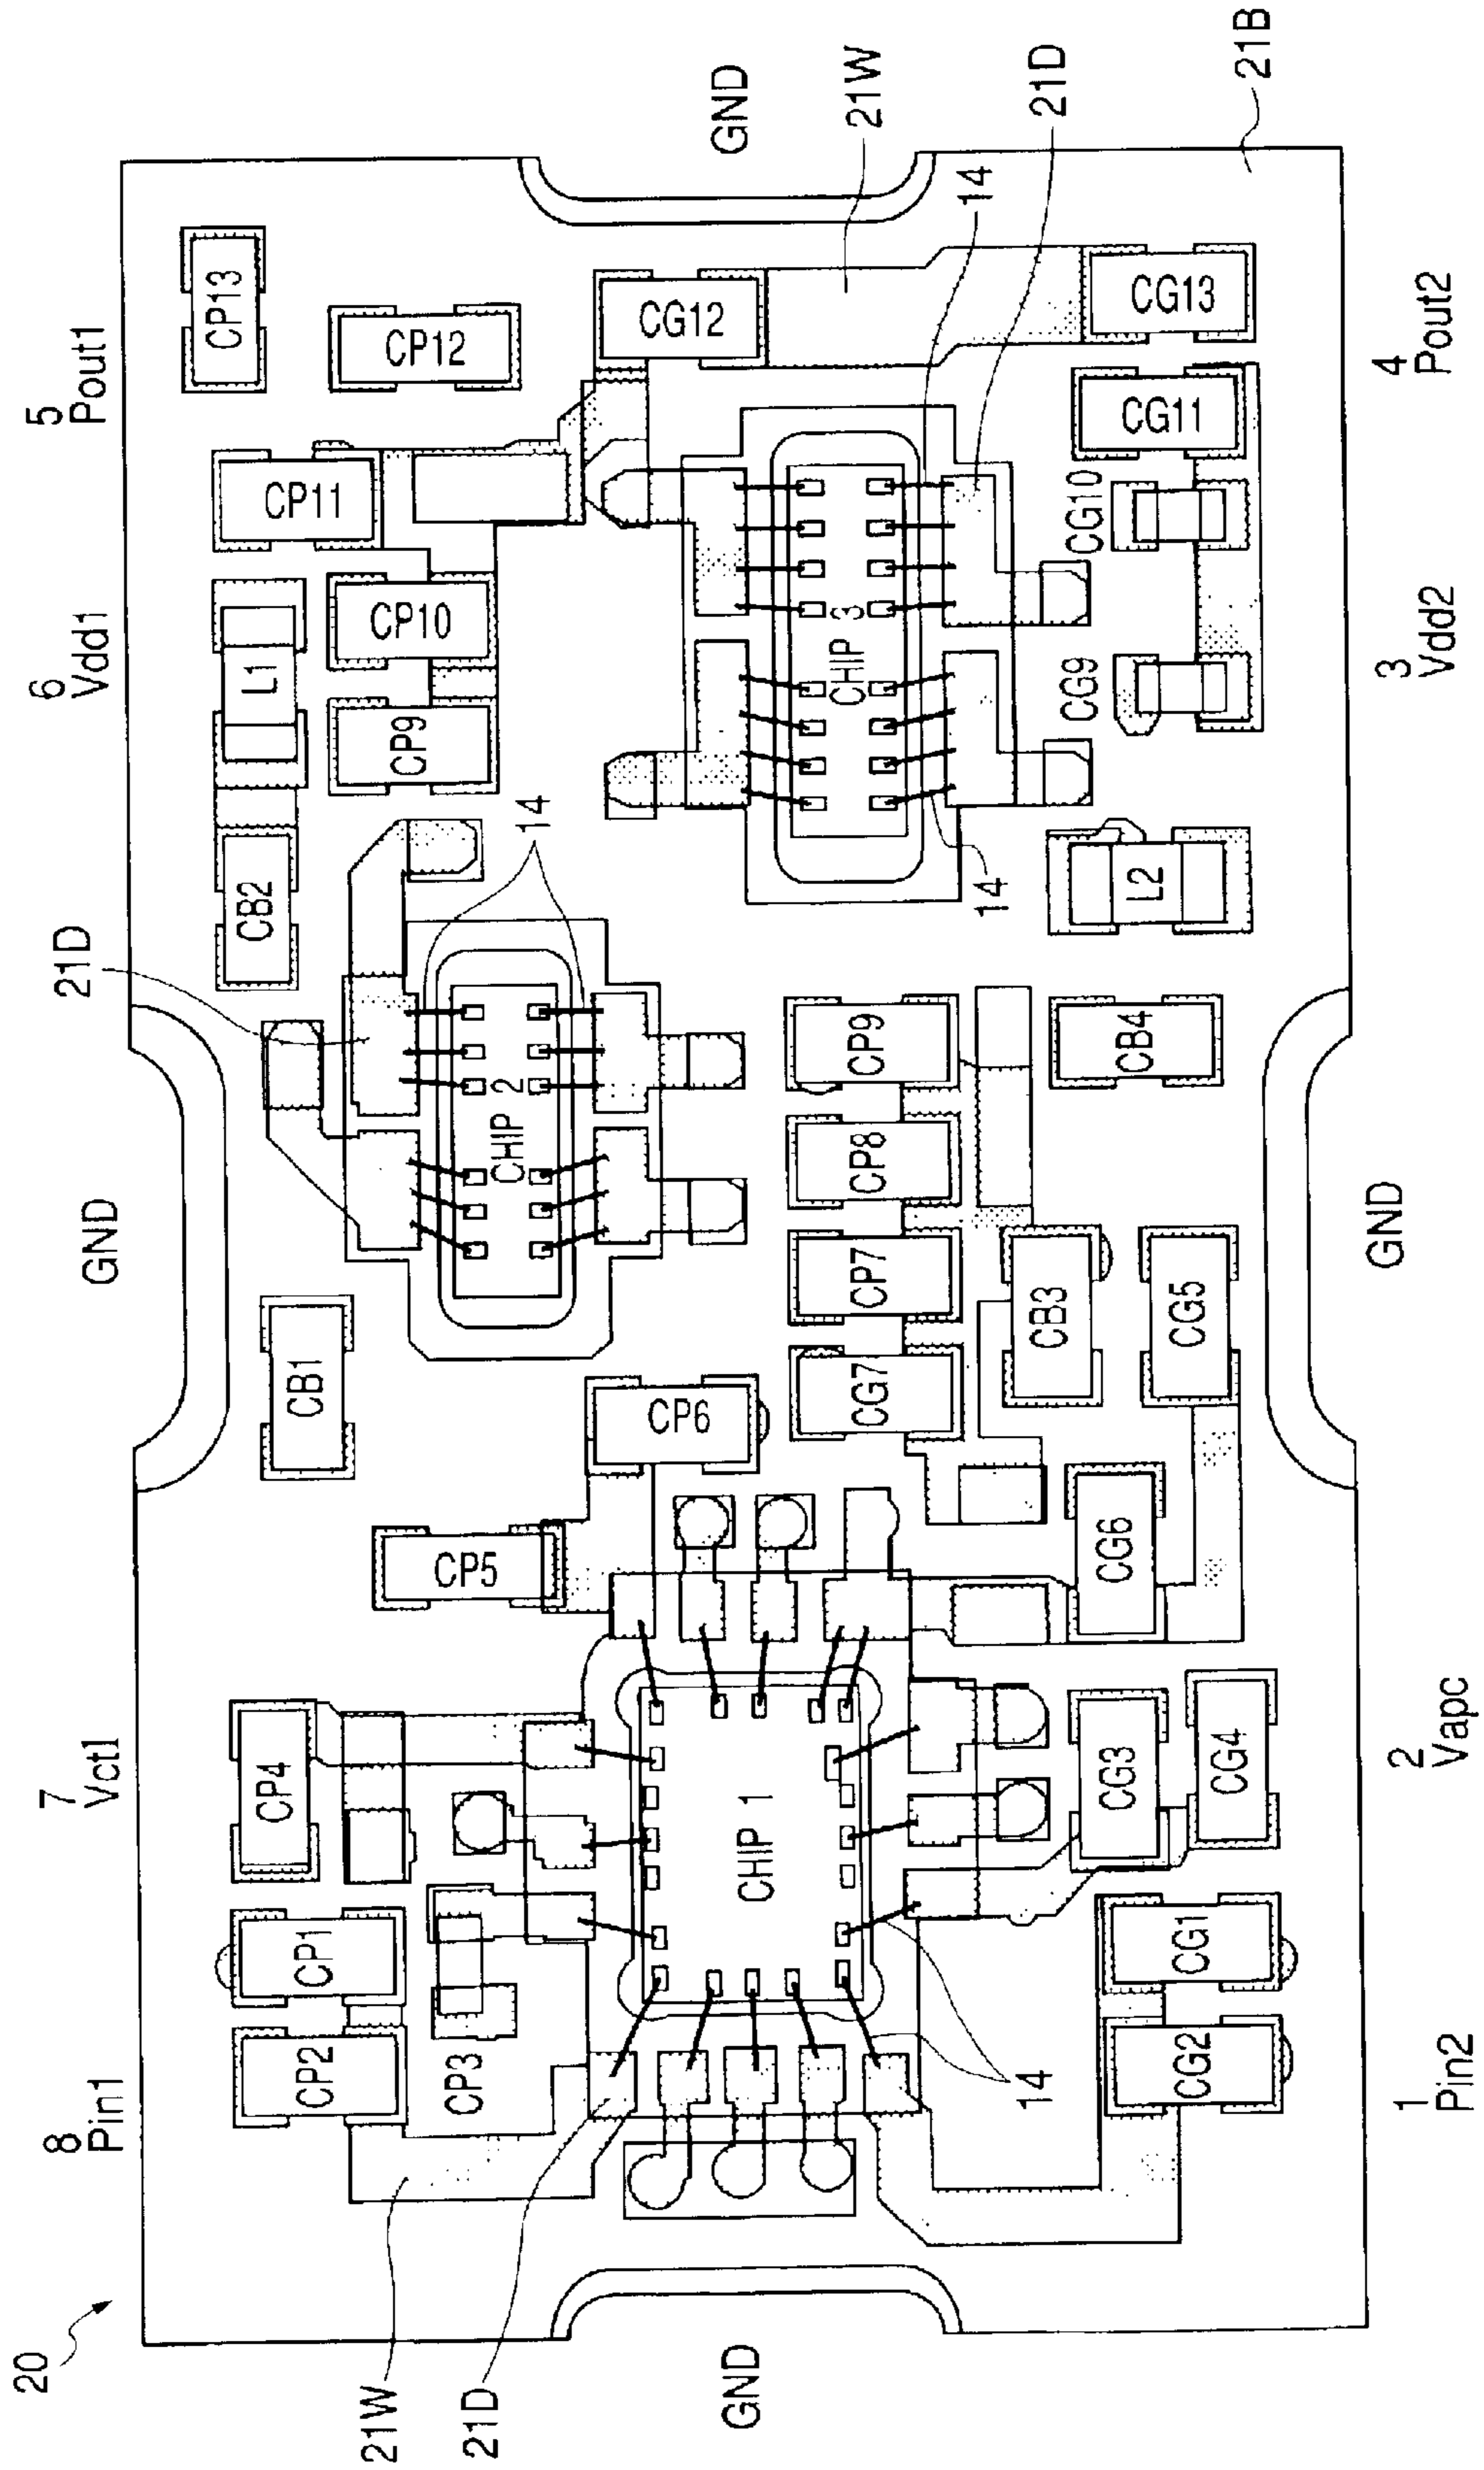 20
8
Pin1
7
Vct1
GND
6
Vdd1
5
Pout1
21D
CP2
CP1
CP4
CB1
CB2
L1
CP11
CP13
CP3
CP5
CP9
CP10
CP12
14
CHIP 2
21W
21D
CP6
CG12
GND
GND
CHIP 1
CHIP 3
21W
CG7
CP7
CP8
CP9
14
14
14
21D
CB3
CB4
CG9
CG10
CG6
L2
CG11
CG13
CG2
CG1
CG3
CG4
CG5
21B
1
Pin2
2
Vapc
GND
3
Vdd2
4
Pout2